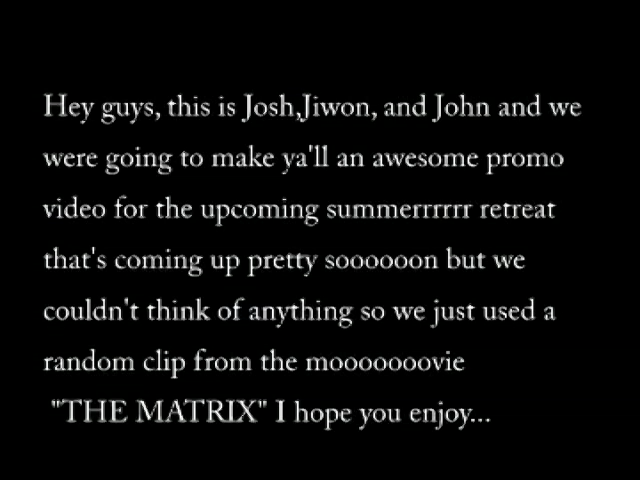 Hey guys, this is Josh,Jiwon, and John and we
were going to make ya'll an awesome promo
video for the upcoming summerrrrrr retreat
that's coming up pretty soooooon but we
couldn't think of anything so we just used a
random clip from the mooooooovie
"THE MATRIX" I hope you enjoy...